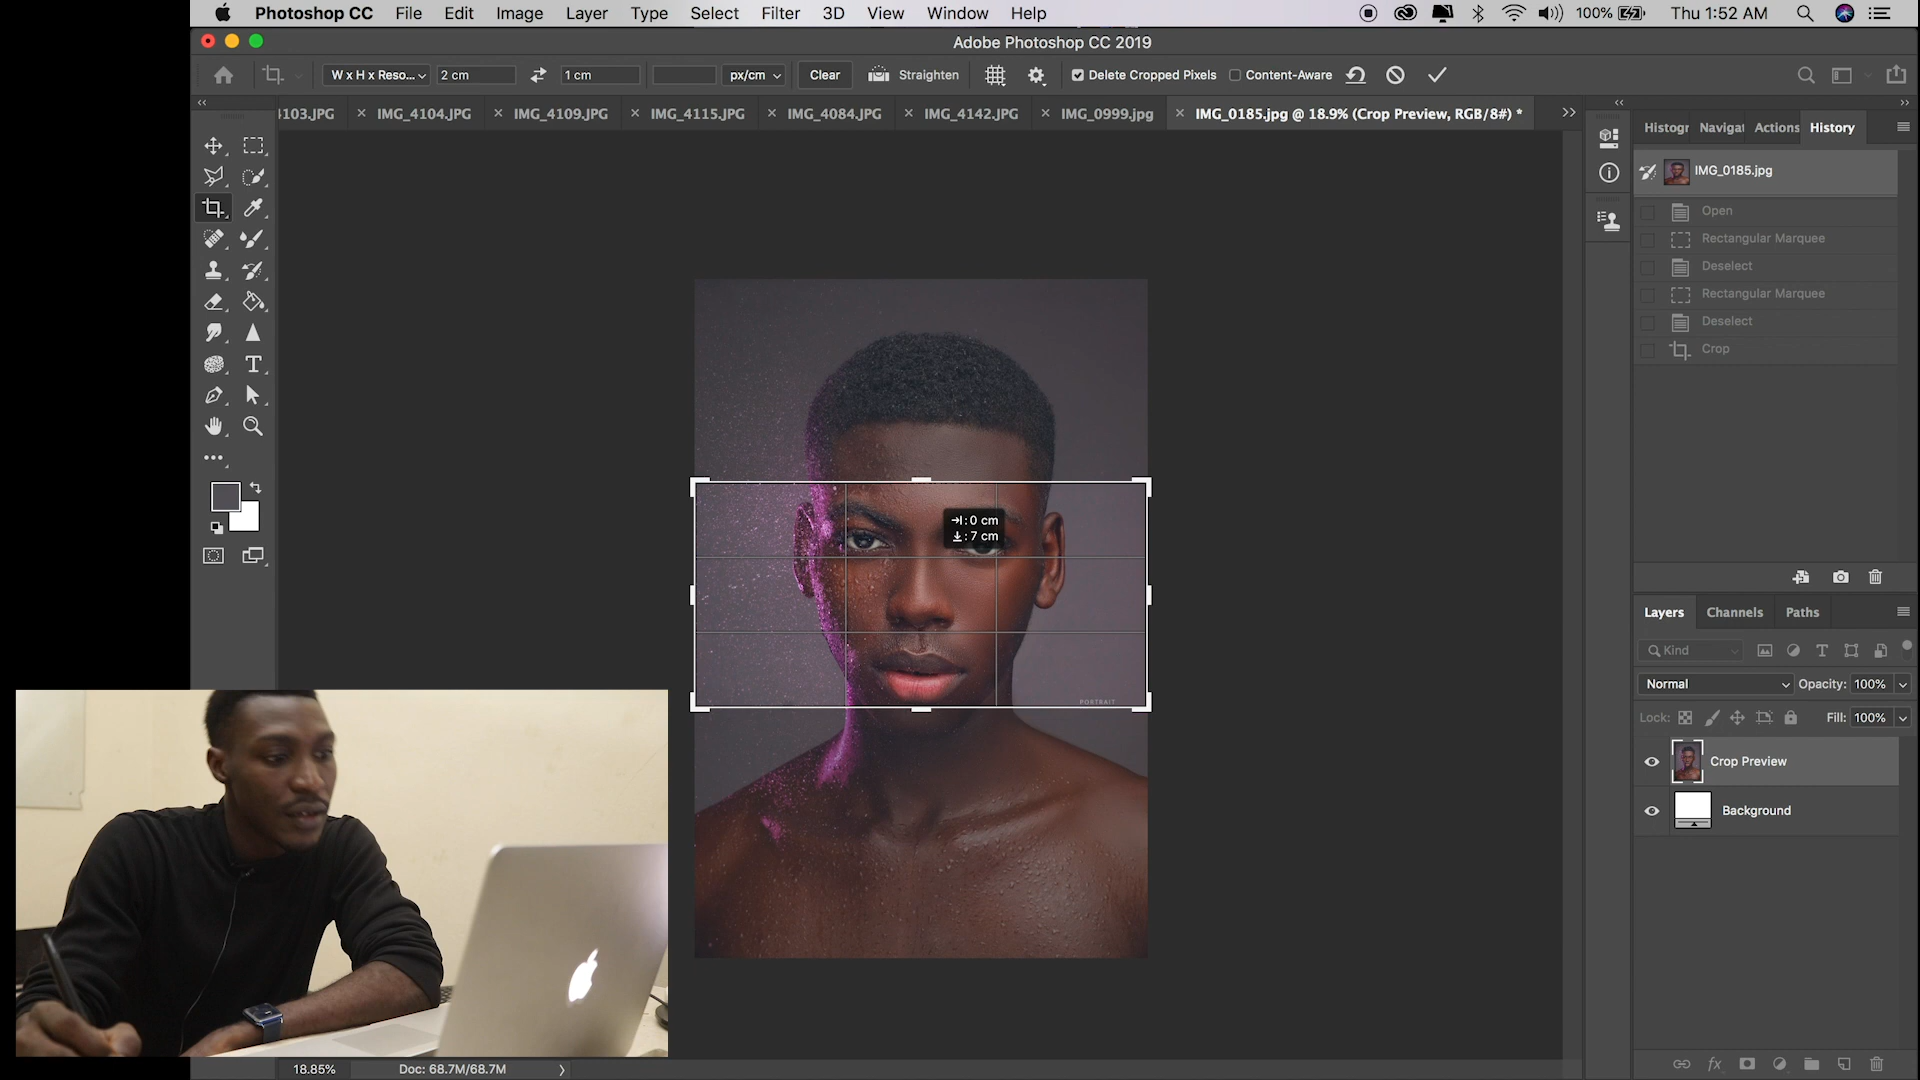 Photoshop CC File Edit Image Layer Type Select Filter 3D View Window Help 100% Thu 1:52 AM
Adobe Photoshop CC 2019
W x H x Reso... 2 cm 1 cm px/cm Clear Straighten Delete Cropped Pixels Content-Aware
4103.JPG IMG_4104.JPG IMG_4109.JPG IMG_4115.JPG IMG_4084.JPG IMG_4142.JPG IMG_0999.jpg IMG_0185.jpg @ 18.9% (Crop Preview, RGB/8#) *
Histogr Navigat Actions History
IMG_0185.jpg
Open
Rectangular Marquee
Deselect
Rectangular Marquee
Deselect
Crop
: 0 cm
: 7 cm
PORTRAIT
Layers Channels Paths
Kind
Normal Opacity: 100%
Lock: Fill: 100%
Crop Preview
Background
18.85% Doc: 68.7M/68.7M